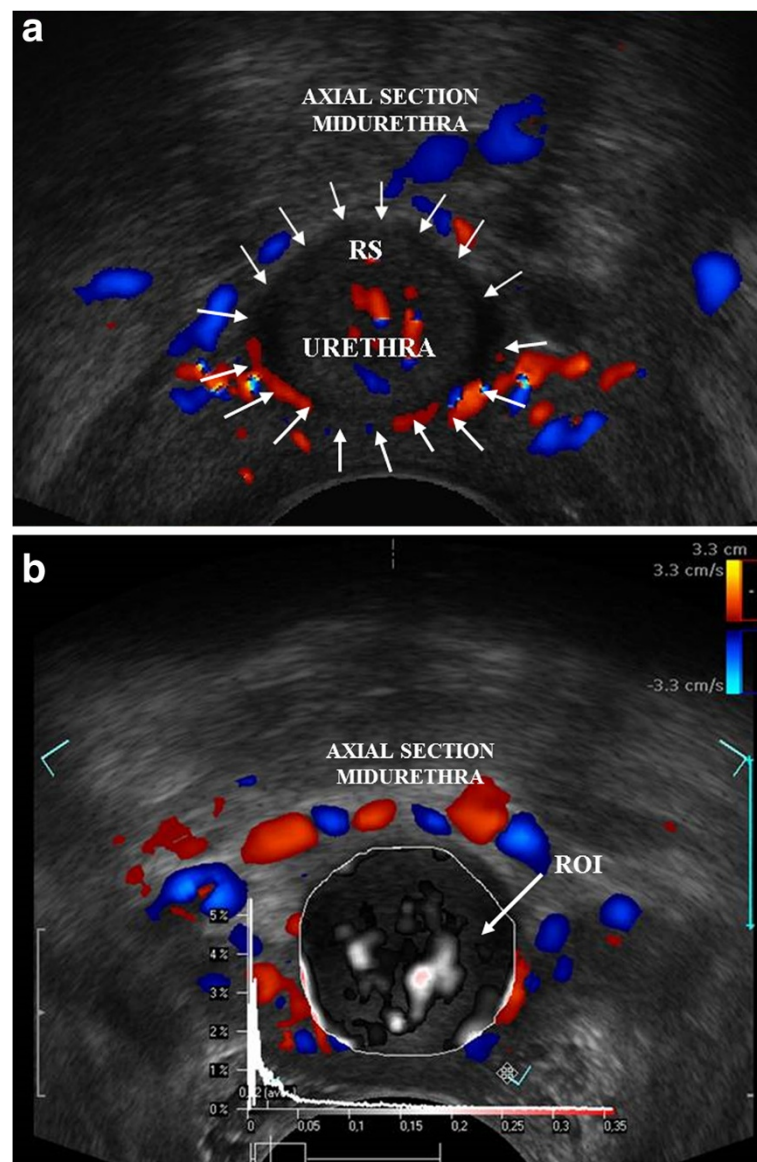 a
AXIAL SECTION
MIDURETHRA
RS
URETHRA
b
3.3 cm
3.3 cm/s
-3.3 cm/s
AXIAL SECTION
MIDURETHRA
ROI
5%
4%
3%
2%
1%
0%
0 0,05 0,1 0,15 0,2 0,25 0,3 0,35